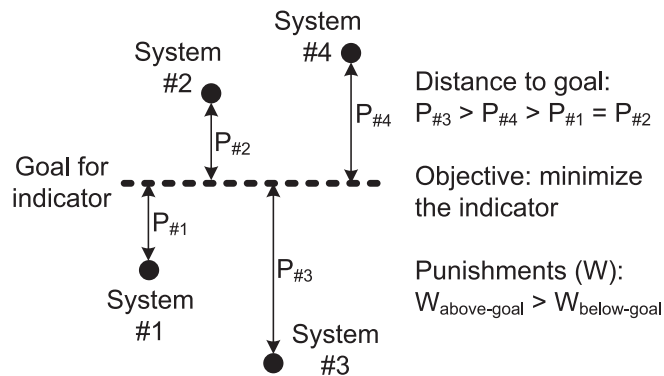 System
#2
System
#4
P#2
P#4
Goal for
indicator
P#1
P#3
System
#1
System
#3
Distance to goal:
P#3 > P#4 > P#1 = P#2
Objective: minimize
the indicator
Punishments (W):
Wabove-goal > Wbelow-goal